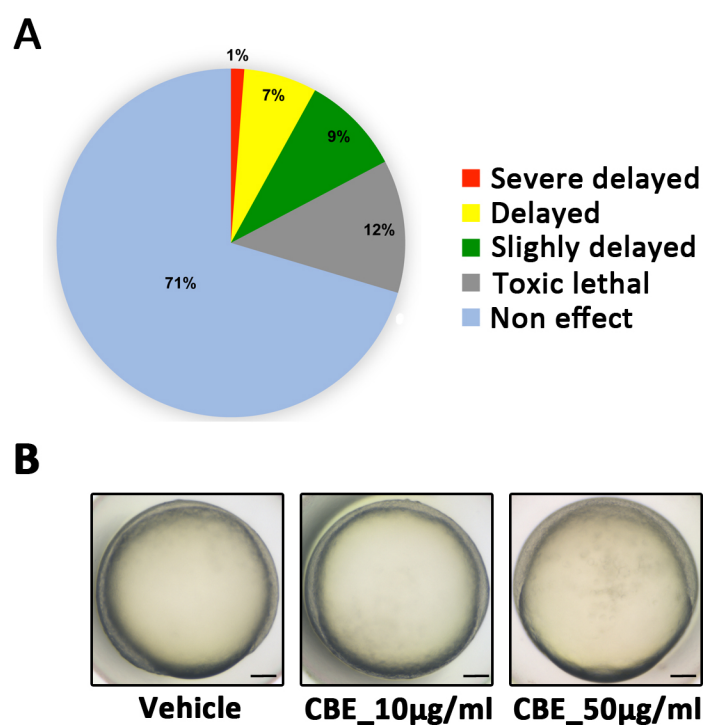 A
1%
7%
9%
12%
71%
Severe delayed
Delayed
Slighly delayed
Toxic lethal
Non effect
B
Vehicle
CBE_10µg/ml
CBE_50µg/ml